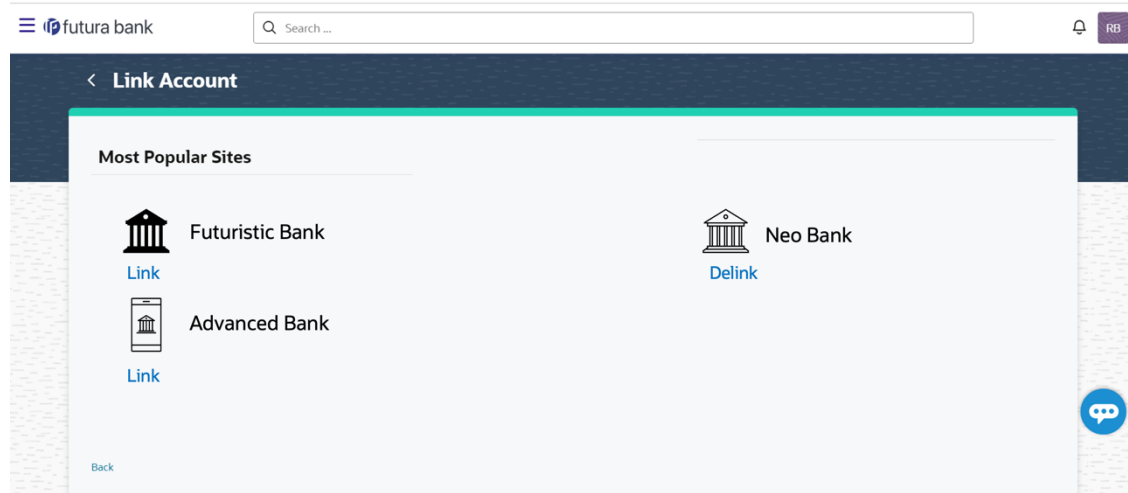 futura bank
Search ...
RB
Link Account
Most Popular Sites
Futuristic Bank
Link
Neo Bank
Delink
Advanced Bank
Link
Back